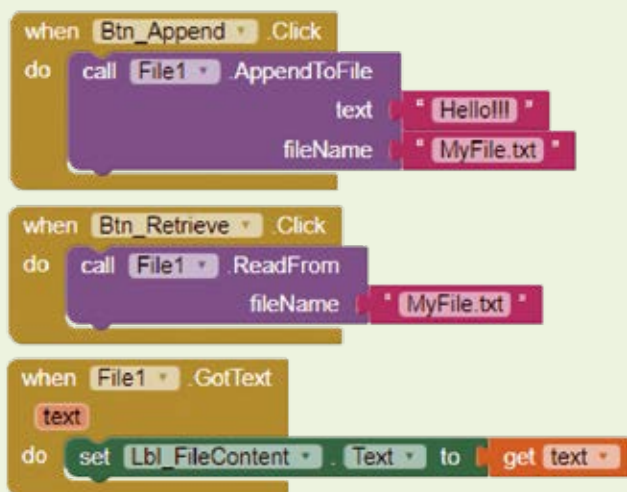 when Btn_Append .Click
do call File1 .AppendToFile
text " Hello!!! "
fileName " MyFile.txt "
when Btn_Retrieve .Click
do call File1 .ReadFrom
fileName " MyFile.txt "
when File1 .GotText
text
do set Lbl_FileContent . Text to get text